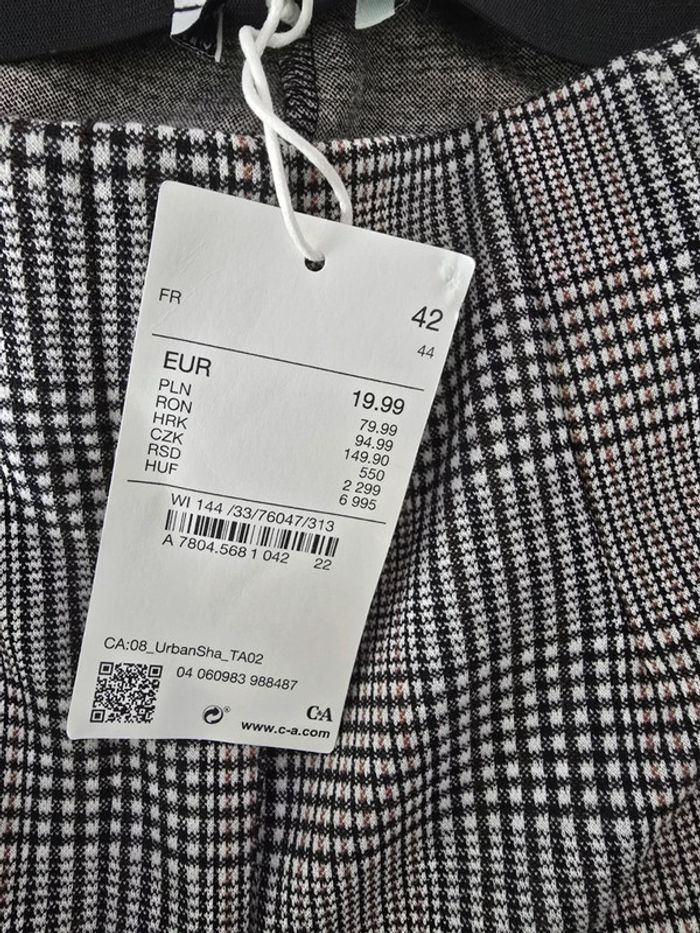 FR 42
44
EUR 19.99
PLN 79.99
RON 94.99
HRK 149.90
CZK 550
RSD 2 299
HUF 6 995
WI 144 /33/76047/313
A 7804.568 1 042 22
CA:08_UrbanSha_TA02
04 060983 988487
C&A
www.c-a.com